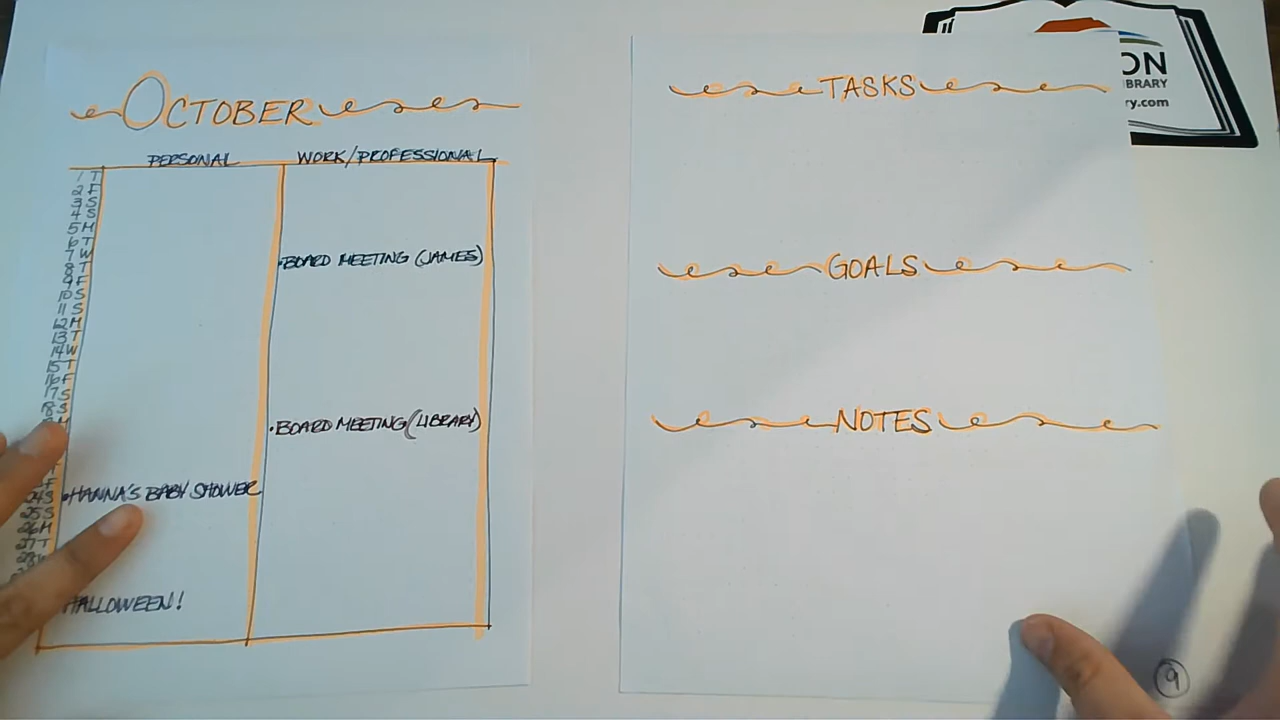 OCTOBER
PERSONAL
WORK/PROFESSIONAL
1 T
2 F
3 S
4 S
5 M
6 T
7 W
8 T
9 F
10 S
11 S
12 M
13 T
14 W
15 T
16 F
17 S
18 S
24 S
25 S
26 M
27 T
• BOARD MEETING (JAMES)
• BOARD MEETING (LIBRARY)
• HANNA'S BABY SHOWER
HALLOWEEN!
TASKS
GOALS
NOTES
9
ON
BRARY
ry.com